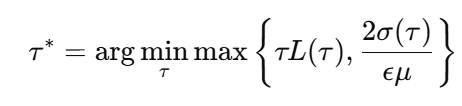 τ* = arg min_τ max { τL(τ), 2σ(τ)/ϵμ }